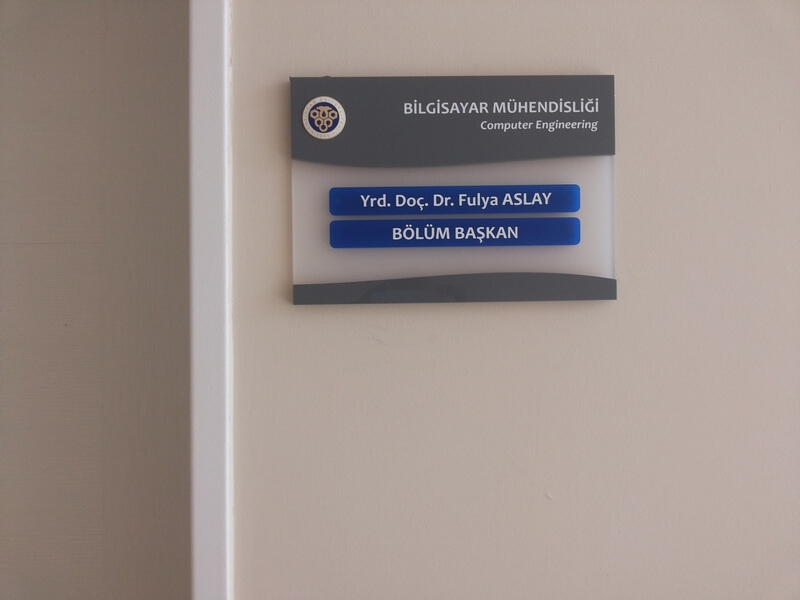 BİLGİSAYAR MÜHENDİSLİĞİ
Computer Engineering
Yrd. Doç. Dr. Fulya ASLAY
BÖLÜM BAŞKAN